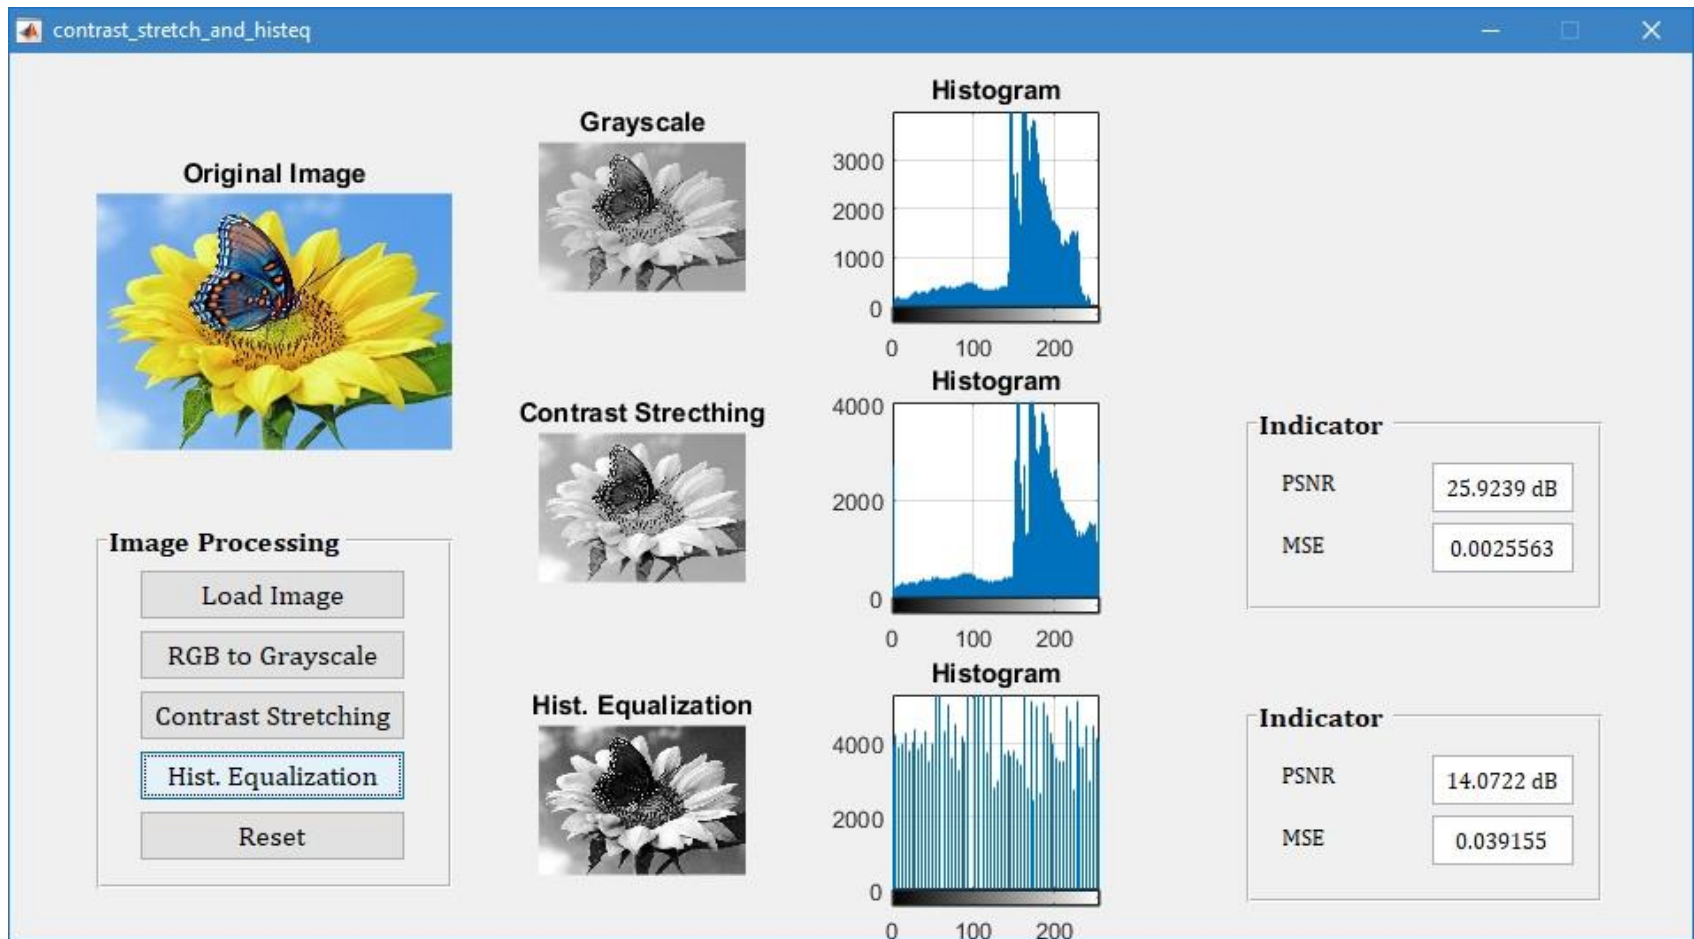 contrast_stretch_and_histeq
Original Image
Image Processing
Load Image
RGB to Grayscale
Contrast Stretching
Hist. Equalization
Reset
Grayscale
Histogram
3000
2000
1000
0
0 100 200
Contrast Strecthing
Histogram
4000
2000
0
0 100 200
Indicator
PSNR 25.9239 dB
MSE 0.0025563
Hist. Equalization
Histogram
4000
2000
0
0 100 200
Indicator
PSNR 14.0722 dB
MSE 0.039155